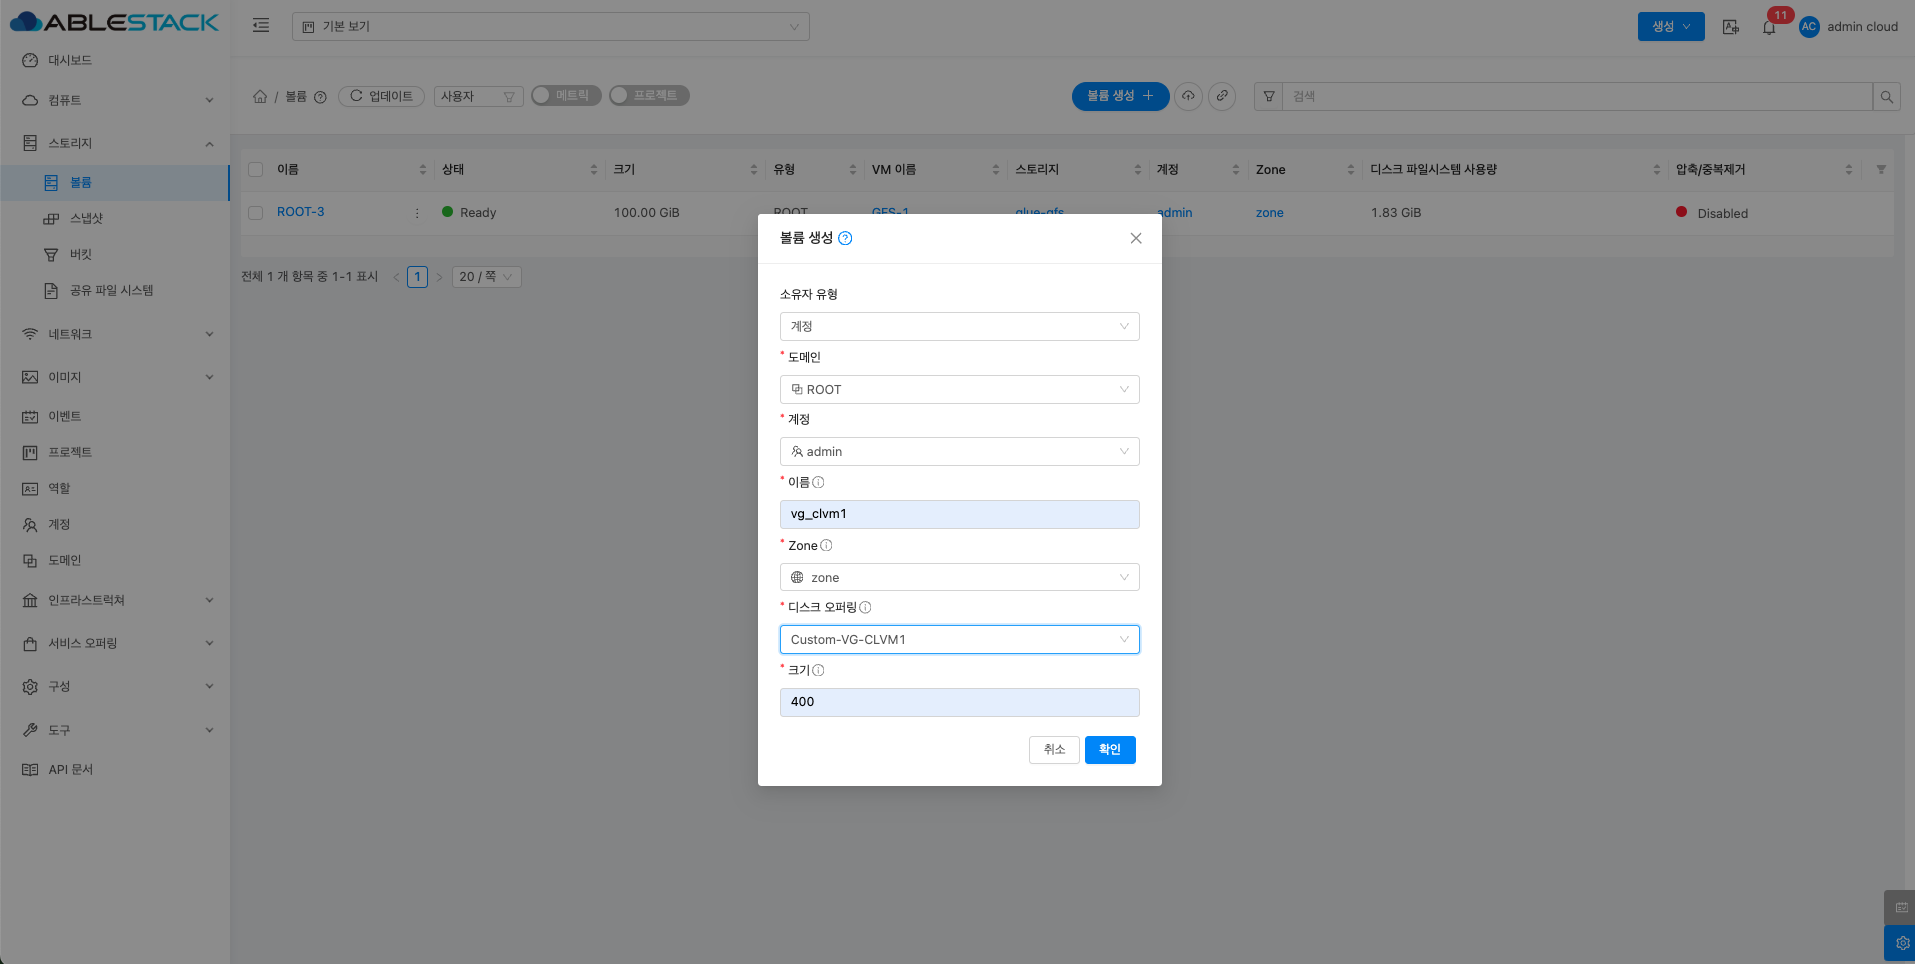 ABLESTACK
기본 보기
생성
11
AC
admin cloud
대시보드
컴퓨트
스토리지
볼륨
스냅샷
버킷
공유 파일 시스템
네트워크
이미지
이벤트
프로젝트
역할
계정
도메인
인프라스트럭쳐
서비스 오퍼링
구성
도구
API 문서
/ 볼륨
업데이트
사용자
메트릭
프로젝트
볼륨 생성 +
검색
이름 상태 크기 유형 VM 이름 스토리지 계정 Zone 디스크 파일시스템 사용량 압축/중복제거
ROOT-3 Ready 100.00 GiB ROOT GFS-1 glue-gfs admin zone 1.83 GiB Disabled
전체 1 개 항목 중 1-1 표시 < 1 > 20 / 쪽
볼륨 생성
소유자 유형
계정
* 도메인
ROOT
* 계정
admin
* 이름
vg_clvm1
* Zone
zone
* 디스크 오퍼링
Custom-VG-CLVM1
* 크기
400
취소 확인